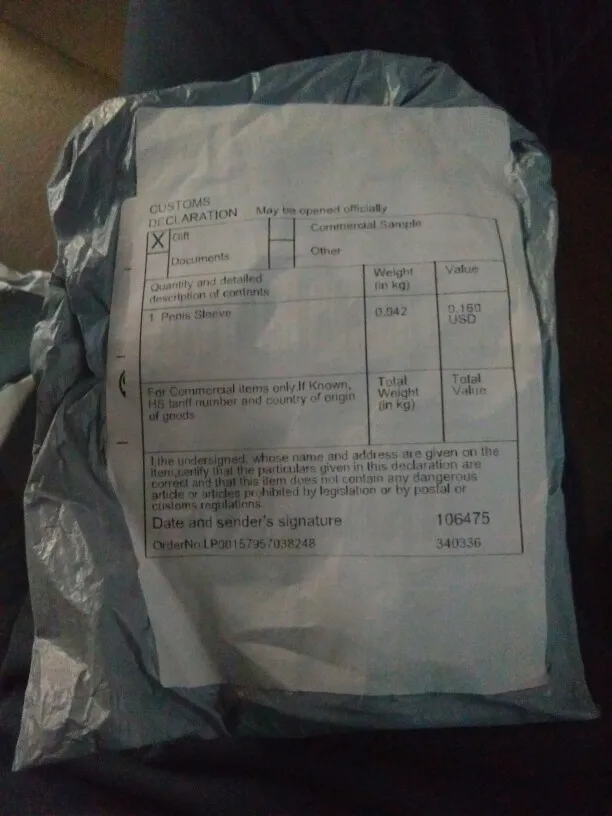 CUSTOMS
DECLARATION May be opened officially
X Gift Commercial Sample
Documents Other
Quantity and detailed Weight Value
description of contents (in kg)
1 Penis Sleeve 0.042 0.160
USD
For Commercial items only.If Known, Total Total
HS tariff number and country of origin Weight Value
of goods (in kg)
I,the undersigned, whose name and address are given on the
item,certify that the particulars given in this declaration are
correct and that this item does not contain any dangerous
article or articles prohibited by legislation or by postal or
customs regulations.
Date and sender's signature 106475
OrderNo:LP00157957038248 340336